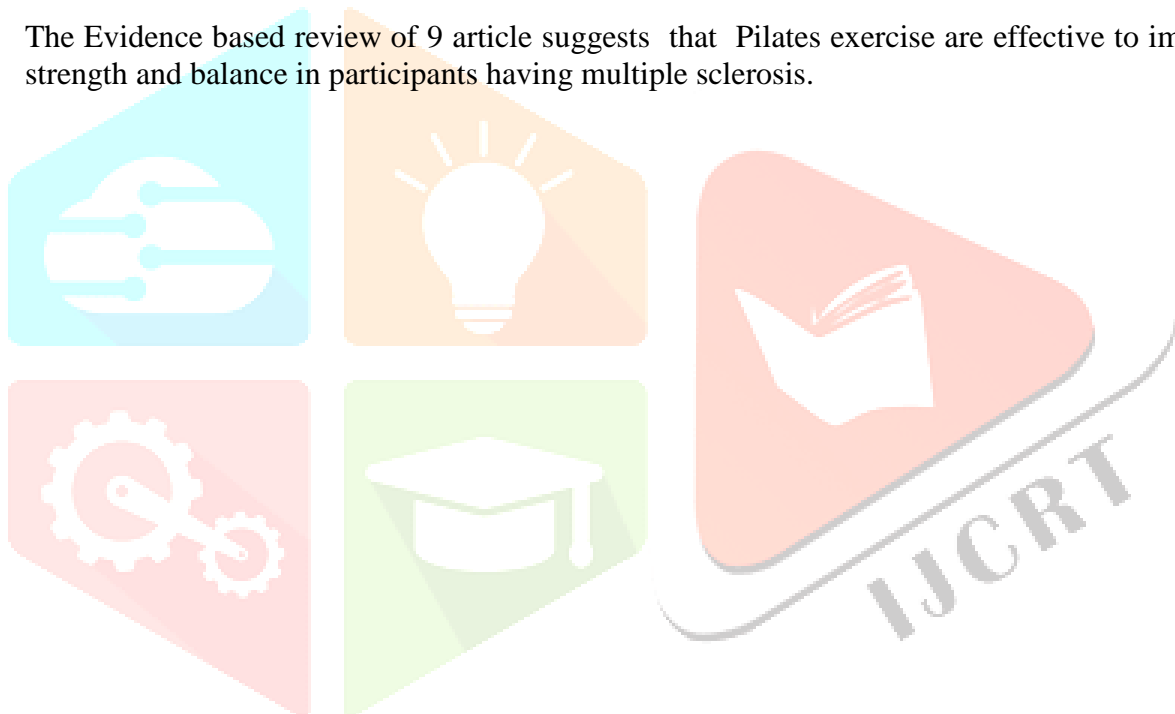 The Evidence based review of 9 article suggests that Pilates exercise are effective to
strength and balance in participants having multiple sclerosis.
IJCRT